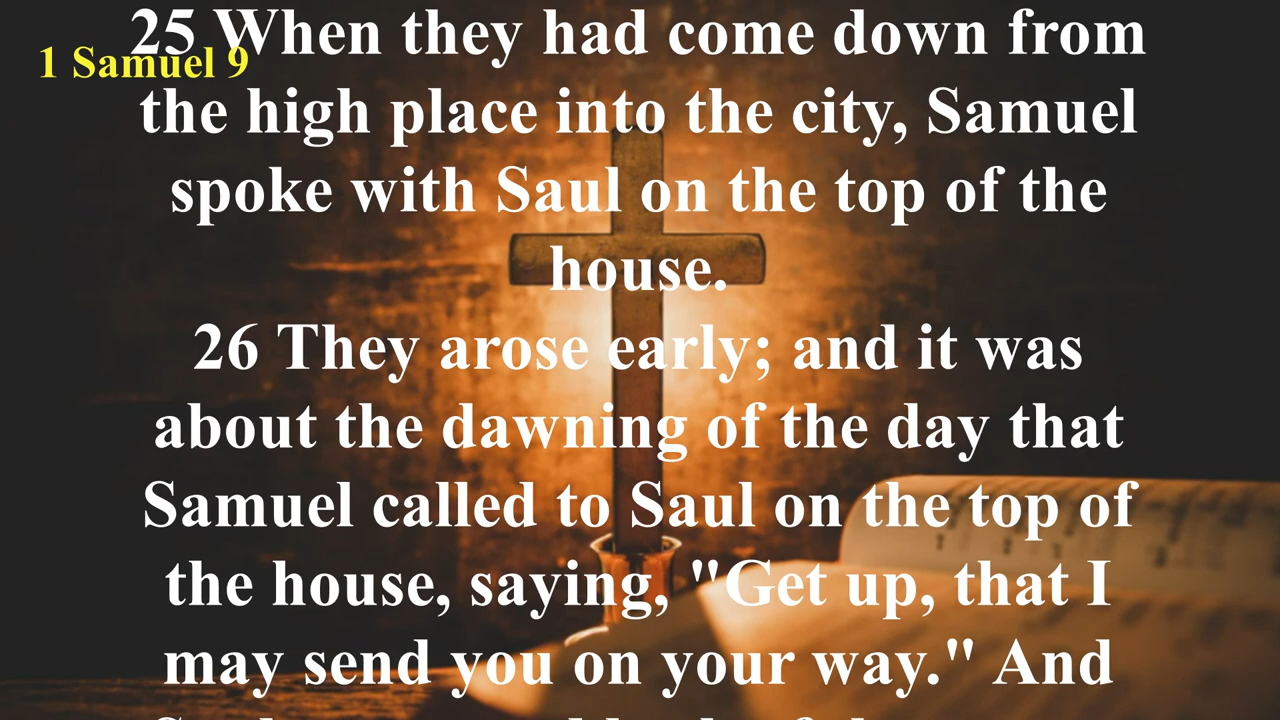 25 When they had come down from
1 Samuel 9
the high place into the city, Samuel
spoke with Saul on the top of the
house.
26 They arose early; and it was
about the dawning of the day that
Samuel called to Saul on the top of
the house, saying, "Get up, that I
may send you on your way." And